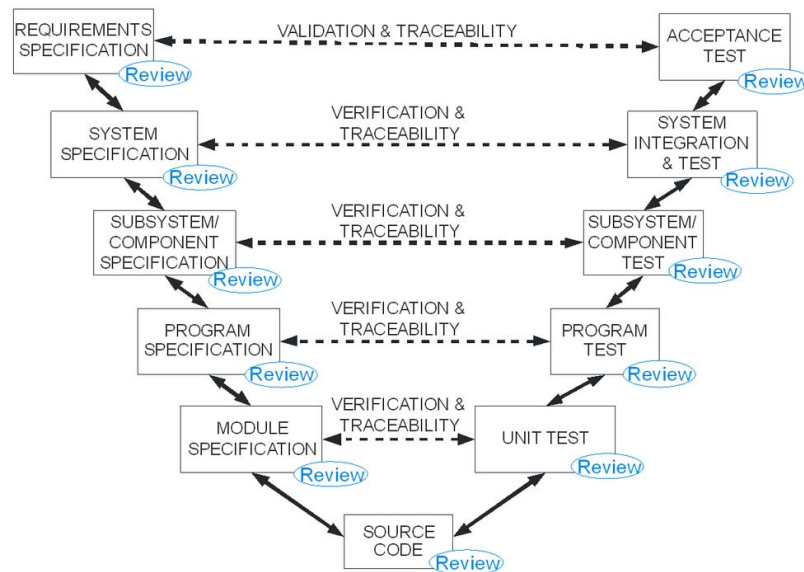 REQUIREMENTS
SPECIFICATION
Review
VALIDATION & TRACEABILITY
ACCEPTANCE
TEST
Review
SYSTEM
SPECIFICATION
Review
VERIFICATION &
TRACEABILITY
SYSTEM
INTEGRATION
& TEST
Review
SUBSYSTEM/
COMPONENT
SPECIFICATION
Review
VERIFICATION &
TRACEABILITY
SUBSYSTEM/
COMPONENT
TEST
Review
PROGRAM
SPECIFICATION
Review
VERIFICATION &
TRACEABILITY
PROGRAM
TEST
Review
MODULE
SPECIFICATION
Review
VERIFICATION &
TRACEABILITY
UNIT TEST
Review
SOURCE
CODE
Review